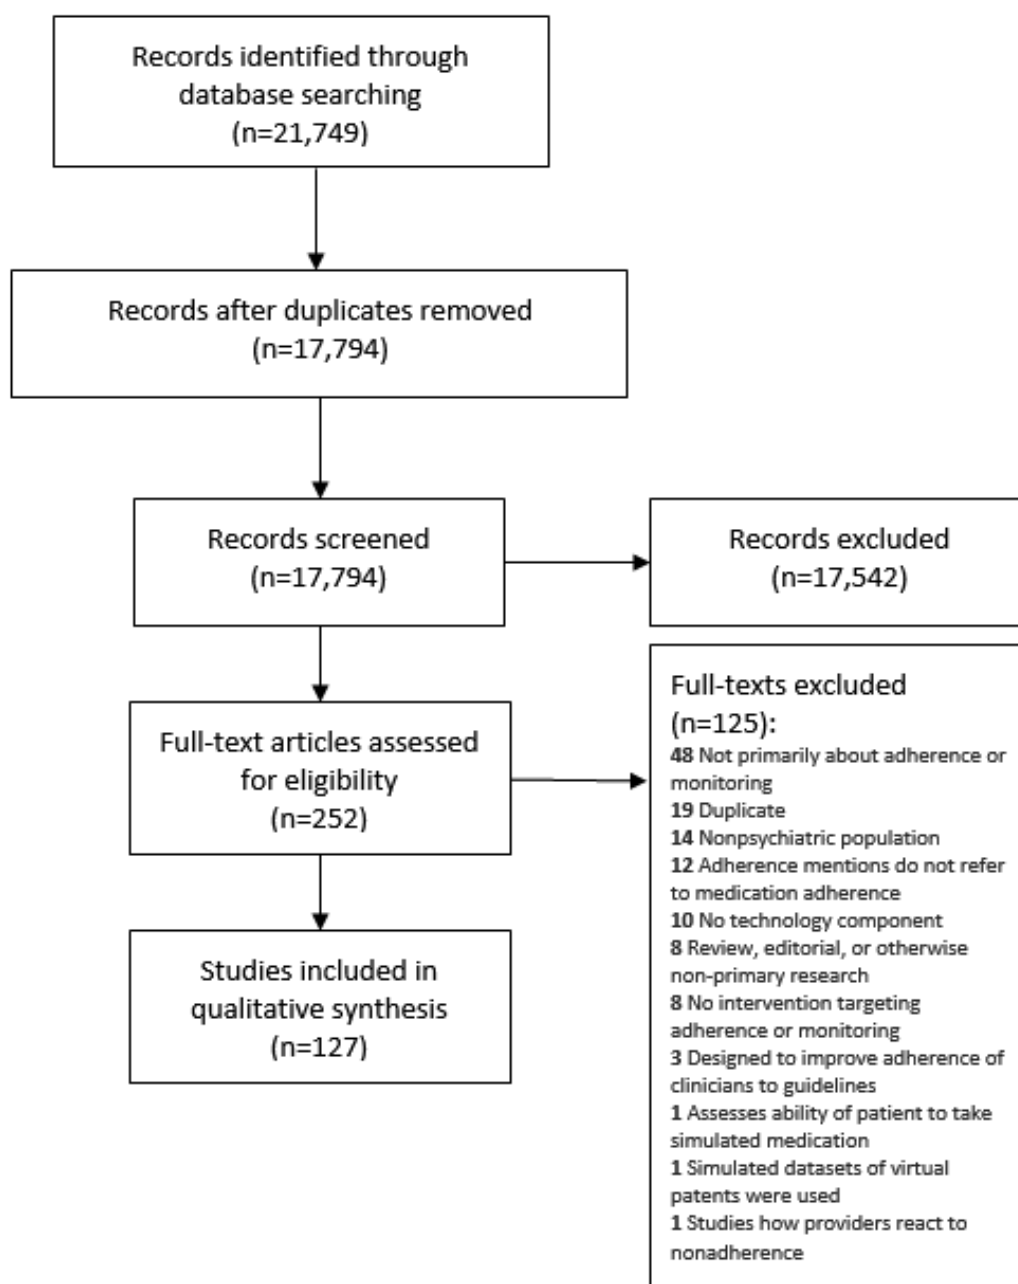 Records identified through
database searching
(n=21,749)
Records after duplicates removed
(n=17,794)
Records screened
(n=17,794)
Records excluded
(n=17,542)
Full-text articles assessed
for eligibility
(n=252)
Full-texts excluded
(n=125):
48 Not primarily about adherence or
monitoring
19 Duplicate
14 Nonpsychiatric population
12 Adherence mentions do not refer
to medication adherence
10 No technology component
8 Review, editorial, or otherwise
non-primary research
8 No intervention targeting
adherence or monitoring
3 Designed to improve adherence of
clinicians to guidelines
1 Assesses ability of patient to take
simulated medication
1 Simulated datasets of virtual
patents were used
1 Studies how providers react to
nonadherence
Studies included in
qualitative synthesis
(n=127)